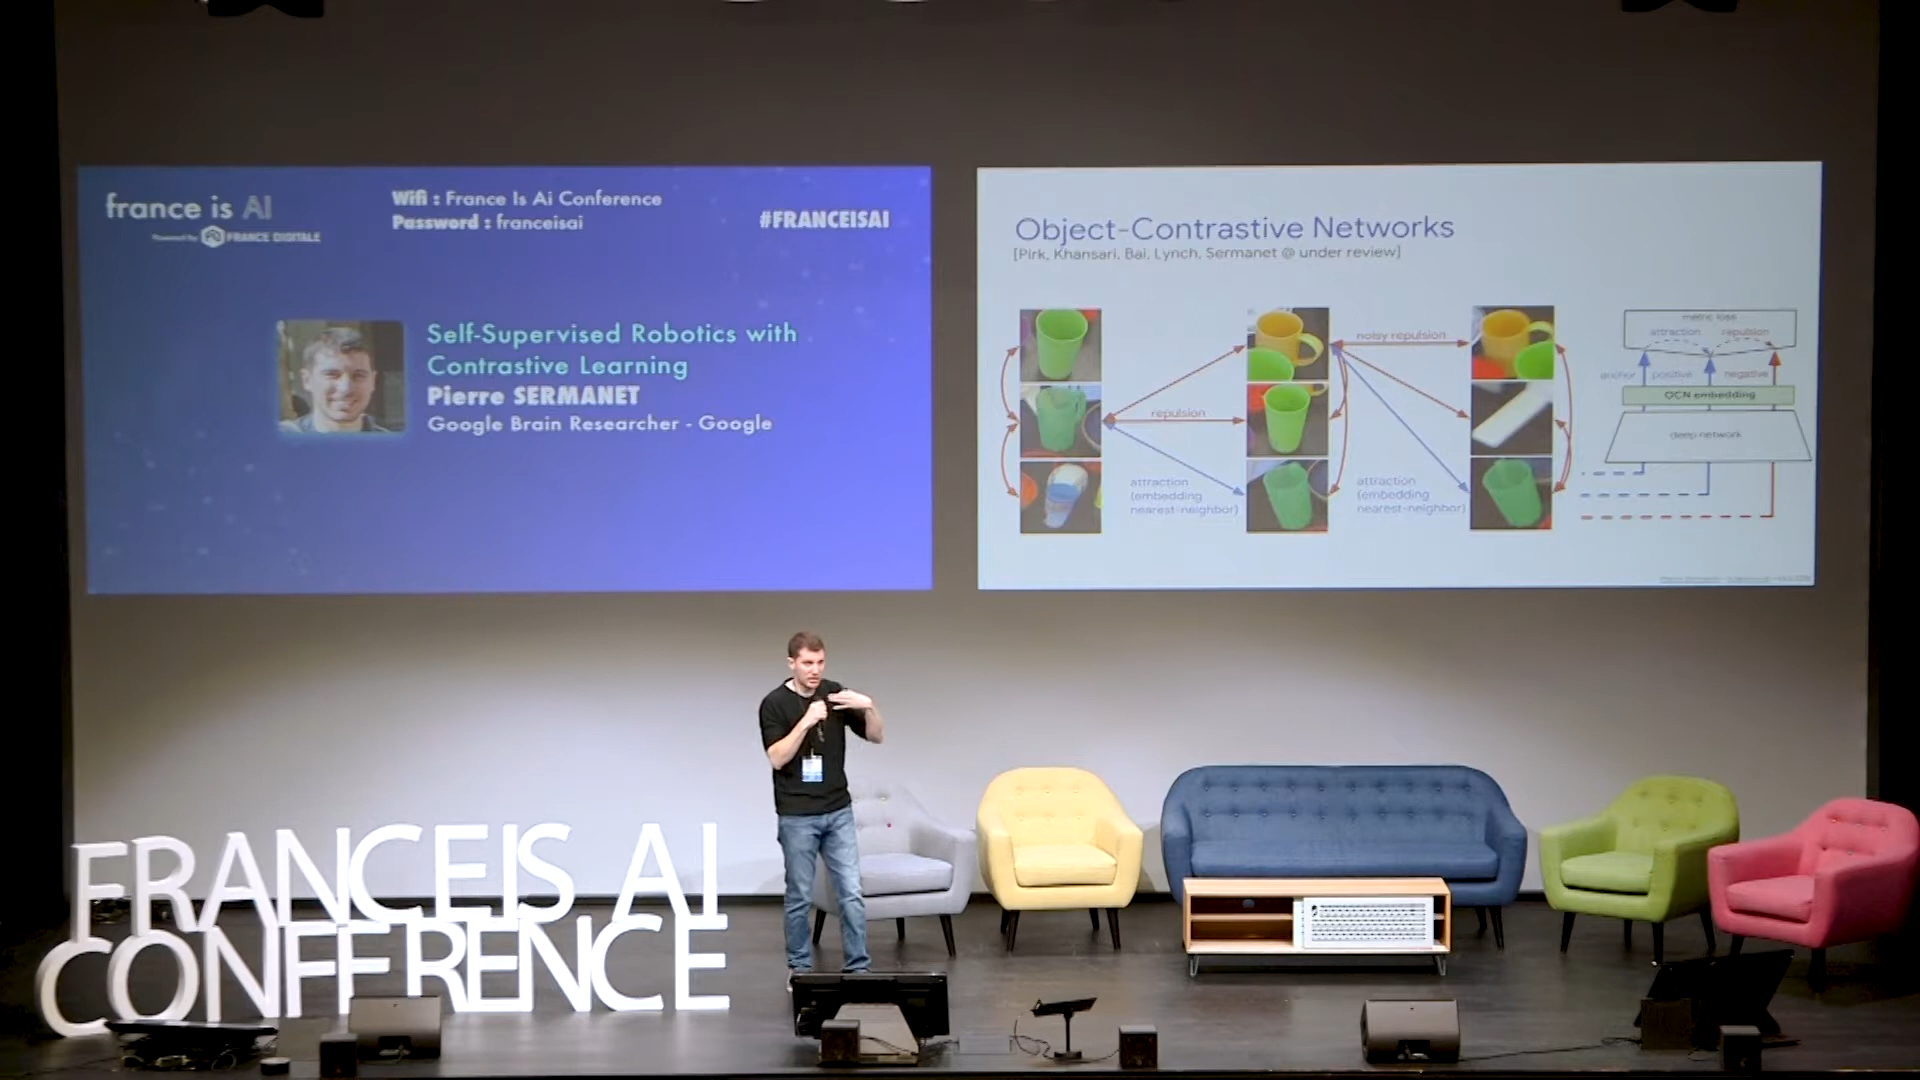 france is AI
Powered by FRANCE DIGITALE
Wifi : France Is Ai Conference
Password : franceisai
#FRANCEISAI
Self-Supervised Robotics with
Contrastive Learning
Pierre SERMANET
Google Brain Researcher - Google
Object-Contrastive Networks
[Pirk, Khansari, Bai, Lynch, Sermanet @ under review]
repulsion
attraction
(embedding
nearest-neighbor)
noisy repulsion
attraction
(embedding
nearest-neighbor)
metric loss
attraction repulsion
anchor positive negative
OCN embedding
deep network
FRANCE IS AI
CONFERENCE